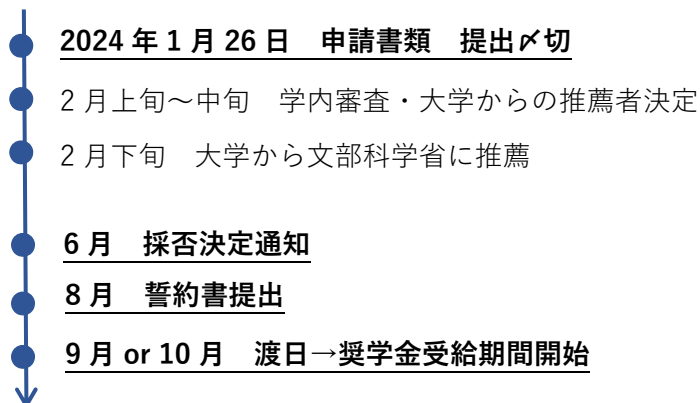 2024 年 1 月 26 日　申請書類　提出〆切
2 月上旬～中旬　学内審査・大学からの推薦者決定
2 月下旬　大学から文部科学省に推薦
6 月　採否決定通知
8 月　誓約書提出
9 月 or 10 月　渡日→奨学金受給期間開始